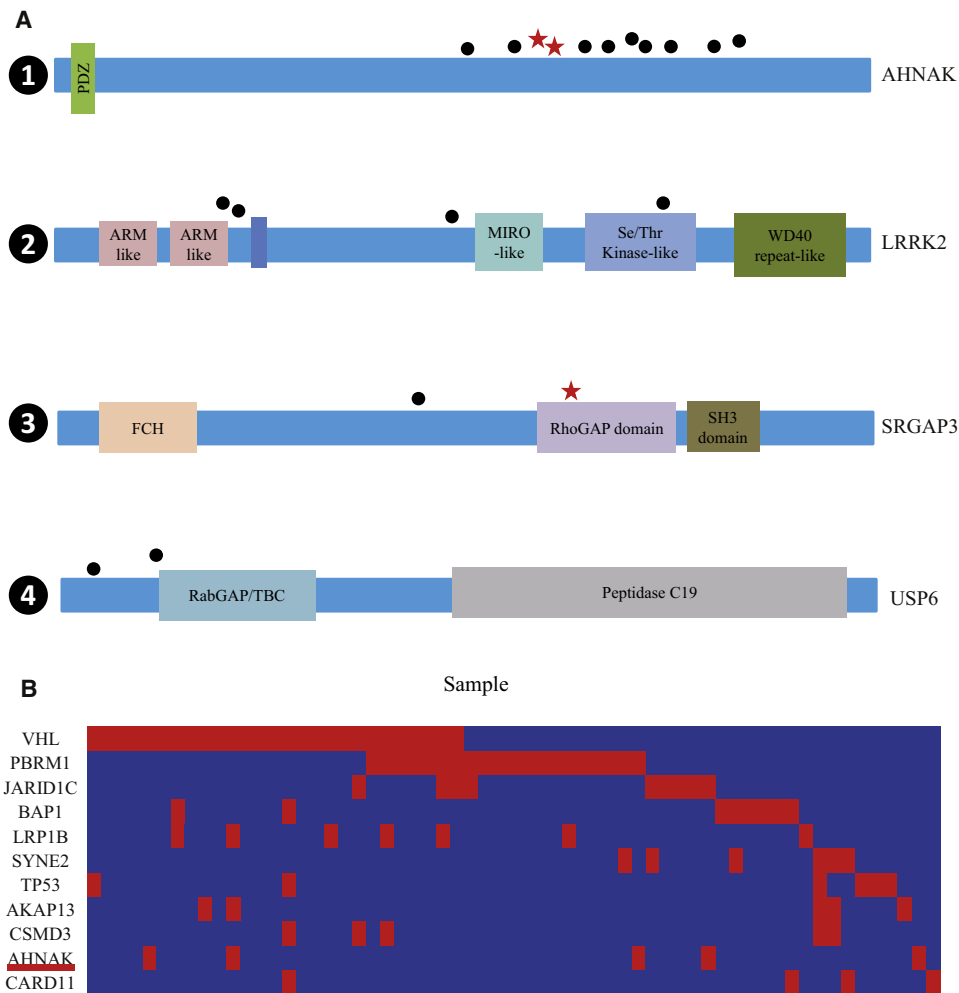 A
1
PDZ
AHNAK
2
ARM
like
ARM
like
MIRO
-like
Se/Thr
Kinase-like
WD40
repeat-like
LRRK2
3
FCH
RhoGAP domain
SH3
domain
SRGAP3
4
RabGAP/TBC
Peptidase C19
USP6
B
Sample
VHL
PBRM1
JARID1C
BAP1
LRP1B
SYNE2
TP53
AKAP13
CSMD3
AHNAK
CARD11